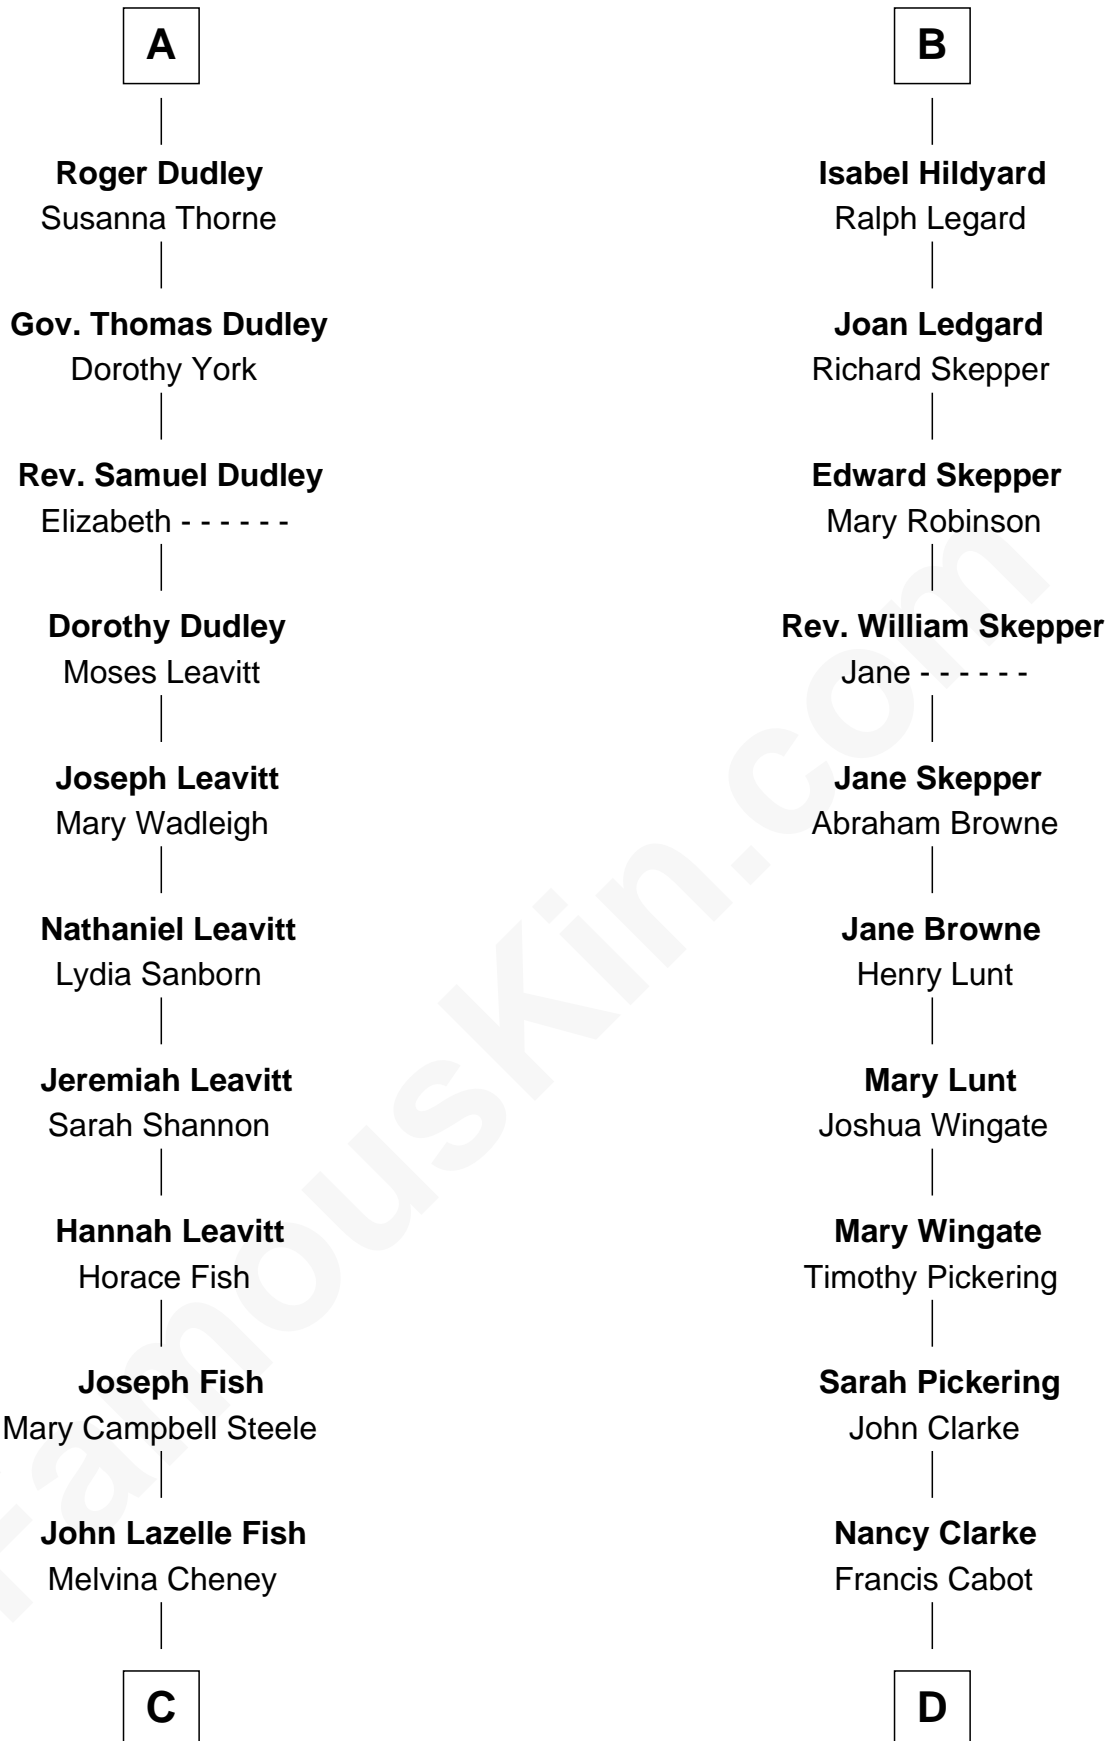 A
Roger Dudley
Susanna Thorne
Gov. Thomas Dudley
Dorothy York
Rev. Samuel Dudley
Elizabeth - - - - - -
Dorothy Dudley
Moses Leavitt
Joseph Leavitt
Mary Wadleigh
Nathaniel Leavitt
Lydia Sanborn
Jeremiah Leavitt
Sarah Shannon
Hannah Leavitt
Horace Fish
Joseph Fish
Mary Campbell Steele
John Lazelle Fish
Melvina Cheney
C
B
Isabel Hildyard
Ralph Legard
Joan Ledgard
Richard Skepper
Edward Skepper
Mary Robinson
Rev. William Skepper
Jane - - - - - -
Jane Skepper
Abraham Browne
Jane Browne
Henry Lunt
Mary Lunt
Joshua Wingate
Mary Wingate
Timothy Pickering
Sarah Pickering
John Clarke
Nancy Clarke
Francis Cabot
D
FamousKin.com